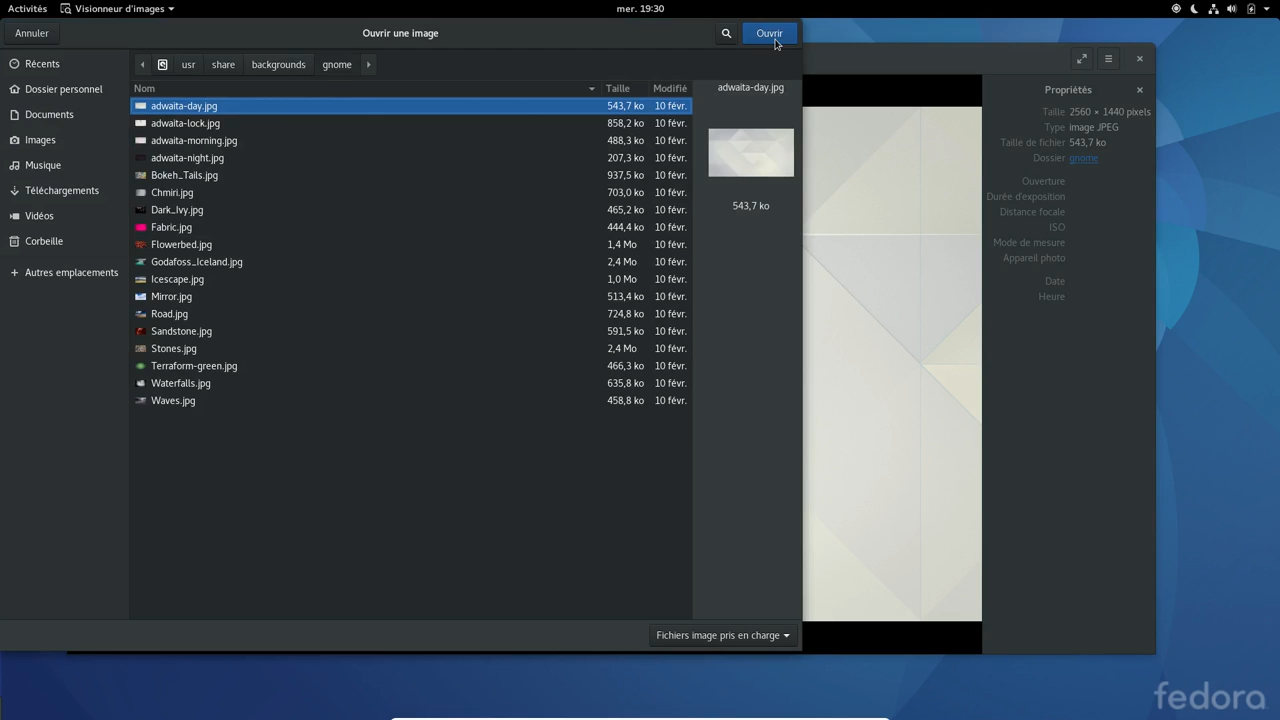 Activités Visionneur d'images mer. 19:30
Annuler Ouvrir une image Ouvrir
Récents
Dossier personnel
Documents
Images
Musique
Téléchargements
Vidéos
Corbeille
Autres emplacements
usr share backgrounds gnome
Nom Taille Modifié
adwaita-day.jpg 543,7 ko 10 févr.
adwaita-lock.jpg 858,2 ko 10 févr.
adwaita-morning.jpg 488,3 ko 10 févr.
adwaita-night.jpg 207,3 ko 10 févr.
Bokeh_Tails.jpg 937,5 ko 10 févr.
Chmiri.jpg 703,0 ko 10 févr.
Dark_Ivy.jpg 465,2 ko 10 févr.
Fabric.jpg 444,4 ko 10 févr.
Flowerbed.jpg 1,4 Mo 10 févr.
Godafoss_Iceland.jpg 2,4 Mo 10 févr.
Icescape.jpg 1,0 Mo 10 févr.
Mirror.jpg 513,4 ko 10 févr.
Road.jpg 724,8 ko 10 févr.
Sandstone.jpg 591,5 ko 10 févr.
Stones.jpg 2,4 Mo 10 févr.
Terraform-green.jpg 466,3 ko 10 févr.
Waterfalls.jpg 635,8 ko 10 févr.
Waves.jpg 458,8 ko 10 févr.
adwaita-day.jpg
543,7 ko
Fichiers image pris en charge
Propriétés
Taille 2560 × 1440 pixels
Type image JPEG
Taille de fichier 543,7 ko
Dossier gnome
Ouverture
Durée d'exposition
Distance focale
ISO
Mode de mesure
Appareil photo
Date
Heure
fedora